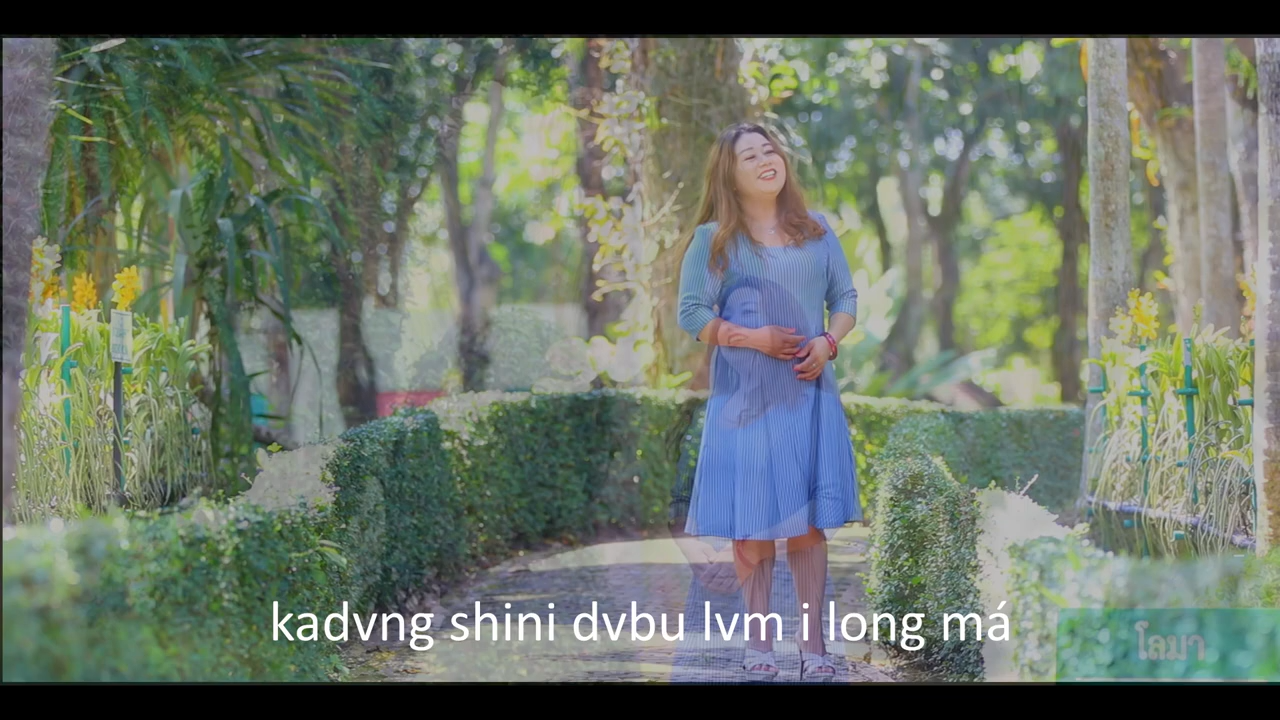 kadvng shini dvbu lvm i long má
โลมา